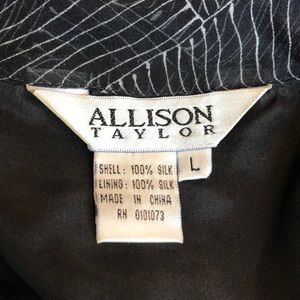 ALLISON
TAYLOR
L
SHELL: 100% SILK
LINING: 100% SILK
MADE IN CHINA
RN 0101073